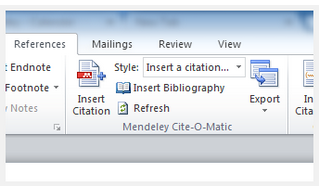 References Mailings Review View
Endnote
Footnote
Notes
Insert Citation
Style: Insert a citation...
Insert Bibliography
Refresh
Export
Mendeley Cite-O-Matic
In
Cita